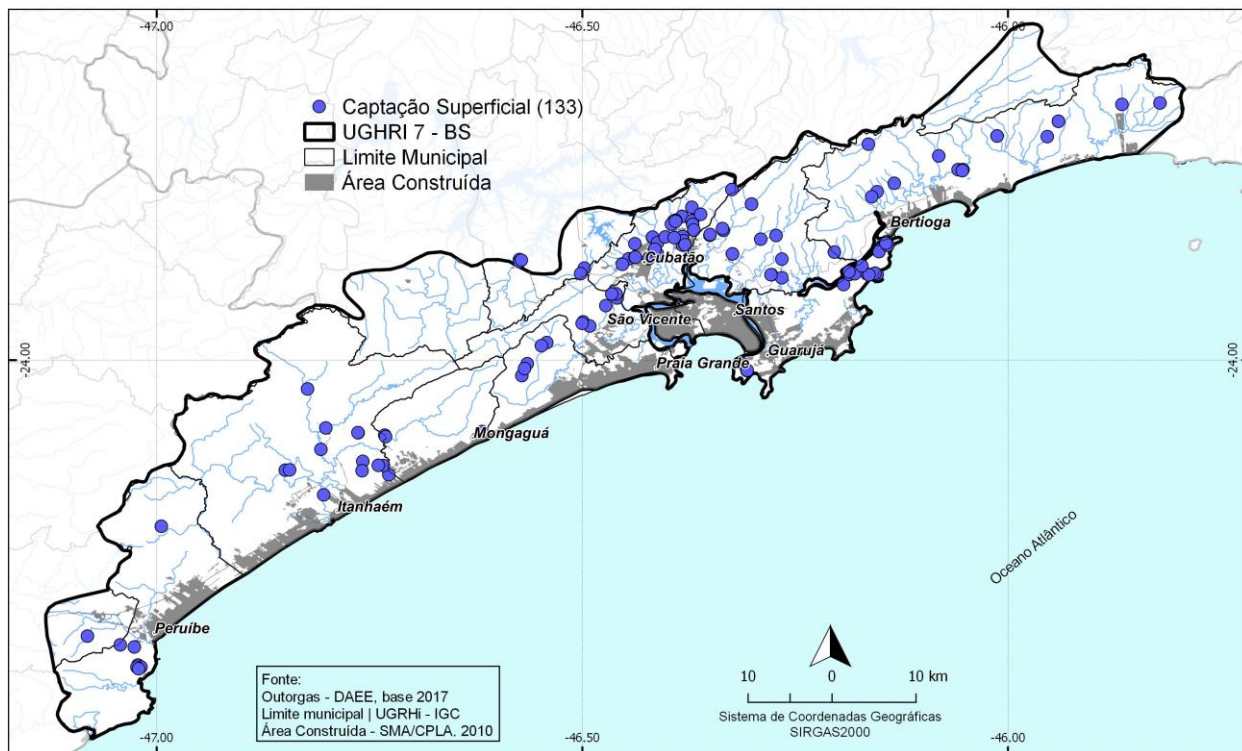 -47.00
-46.50
-46.00
Captação Superficial (133)
UGHRI 7 - BS
Limite Municipal
Área Construída
Bertioga
Cubatão
Santos
São Vicente
Guarujá
Praia Grande
-24.00
-24.00
Mongaguá
Itanhaém
Oceano Atlântico
Peruíbe
Fonte:
Outorgas - DAEE, base 2017
Limite municipal | UGRHi - IGC
Área Construída - SMA/CPLA. 2010
10
0
10 km
Sistema de Coordenadas Geográficas
SIRGAS2000
-47.00
-46.50
-46.00